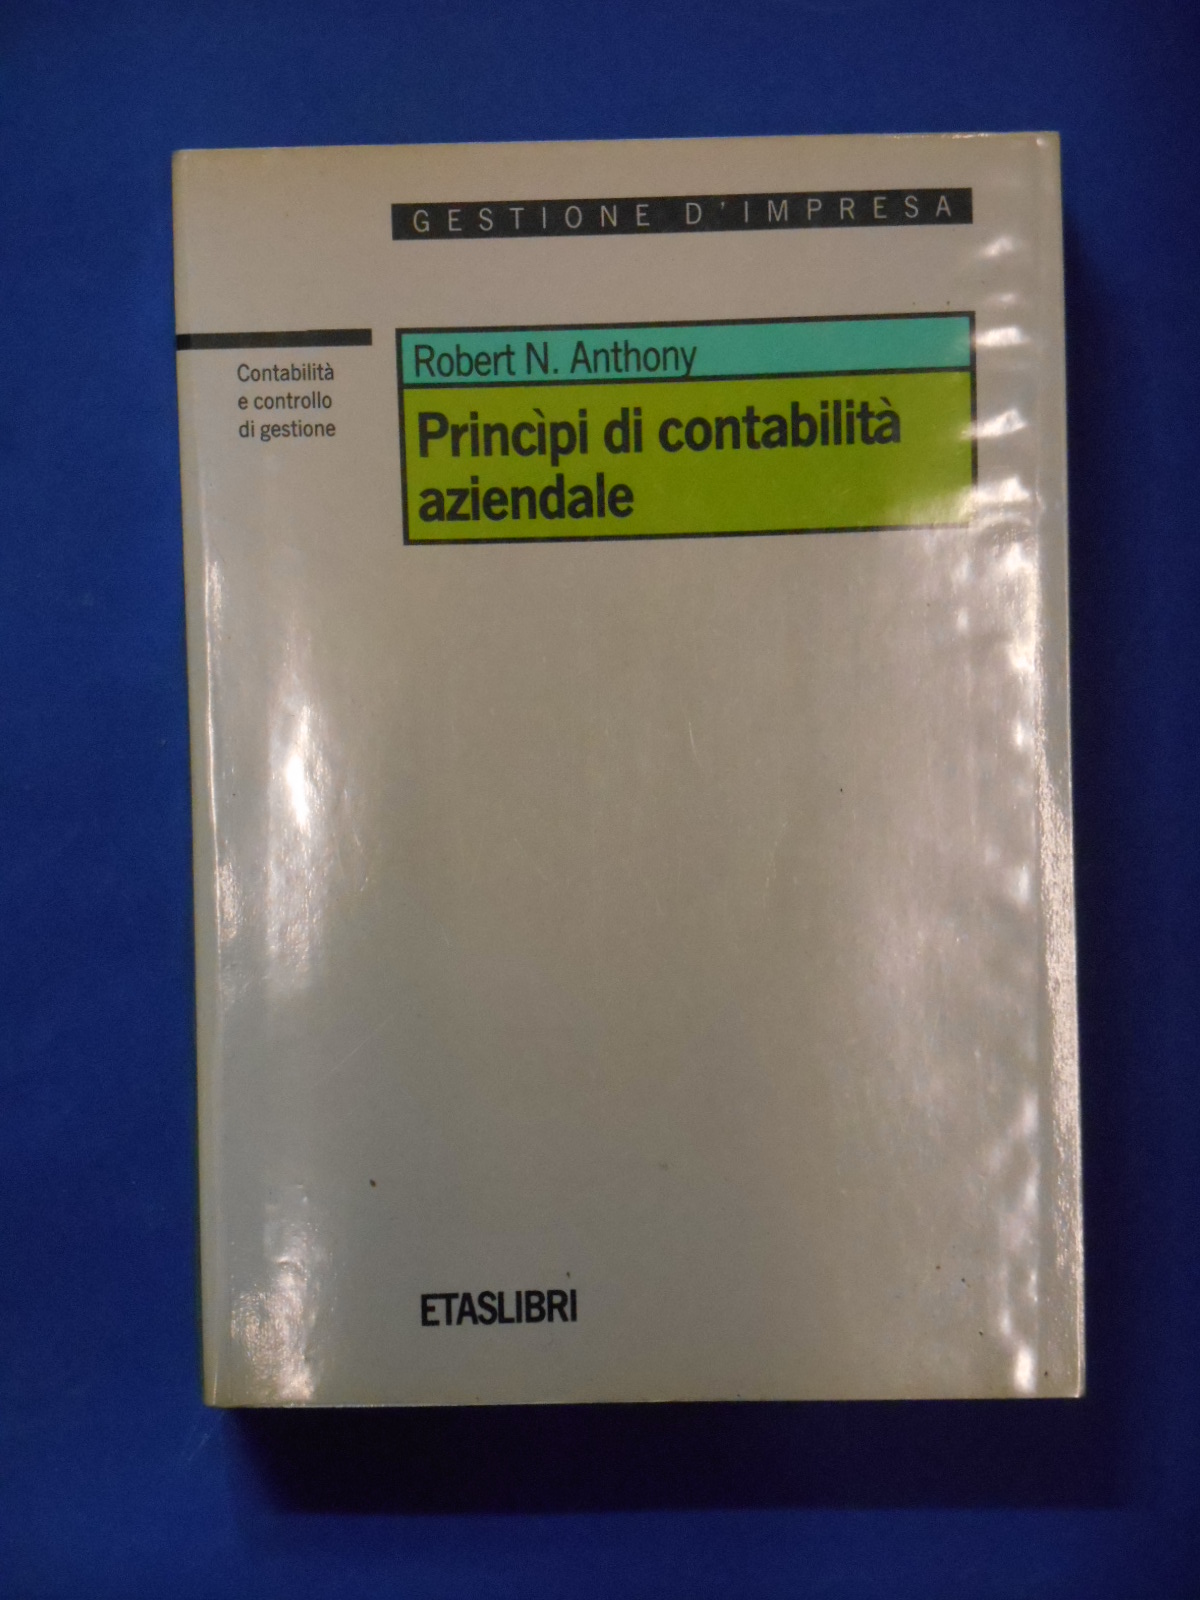 GESTIONE D'IMPRESA
Contabilità
e controllo
di gestione
Robert N. Anthony
Princìpi di contabilità
aziendale
ETASLIBRI